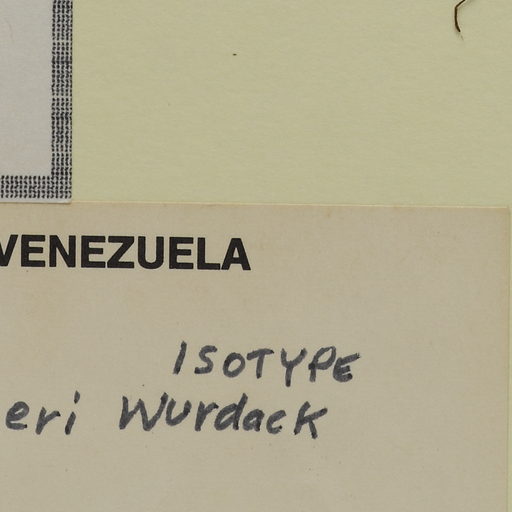 VENEZUELA
ISOTYPE
eri Wurdack